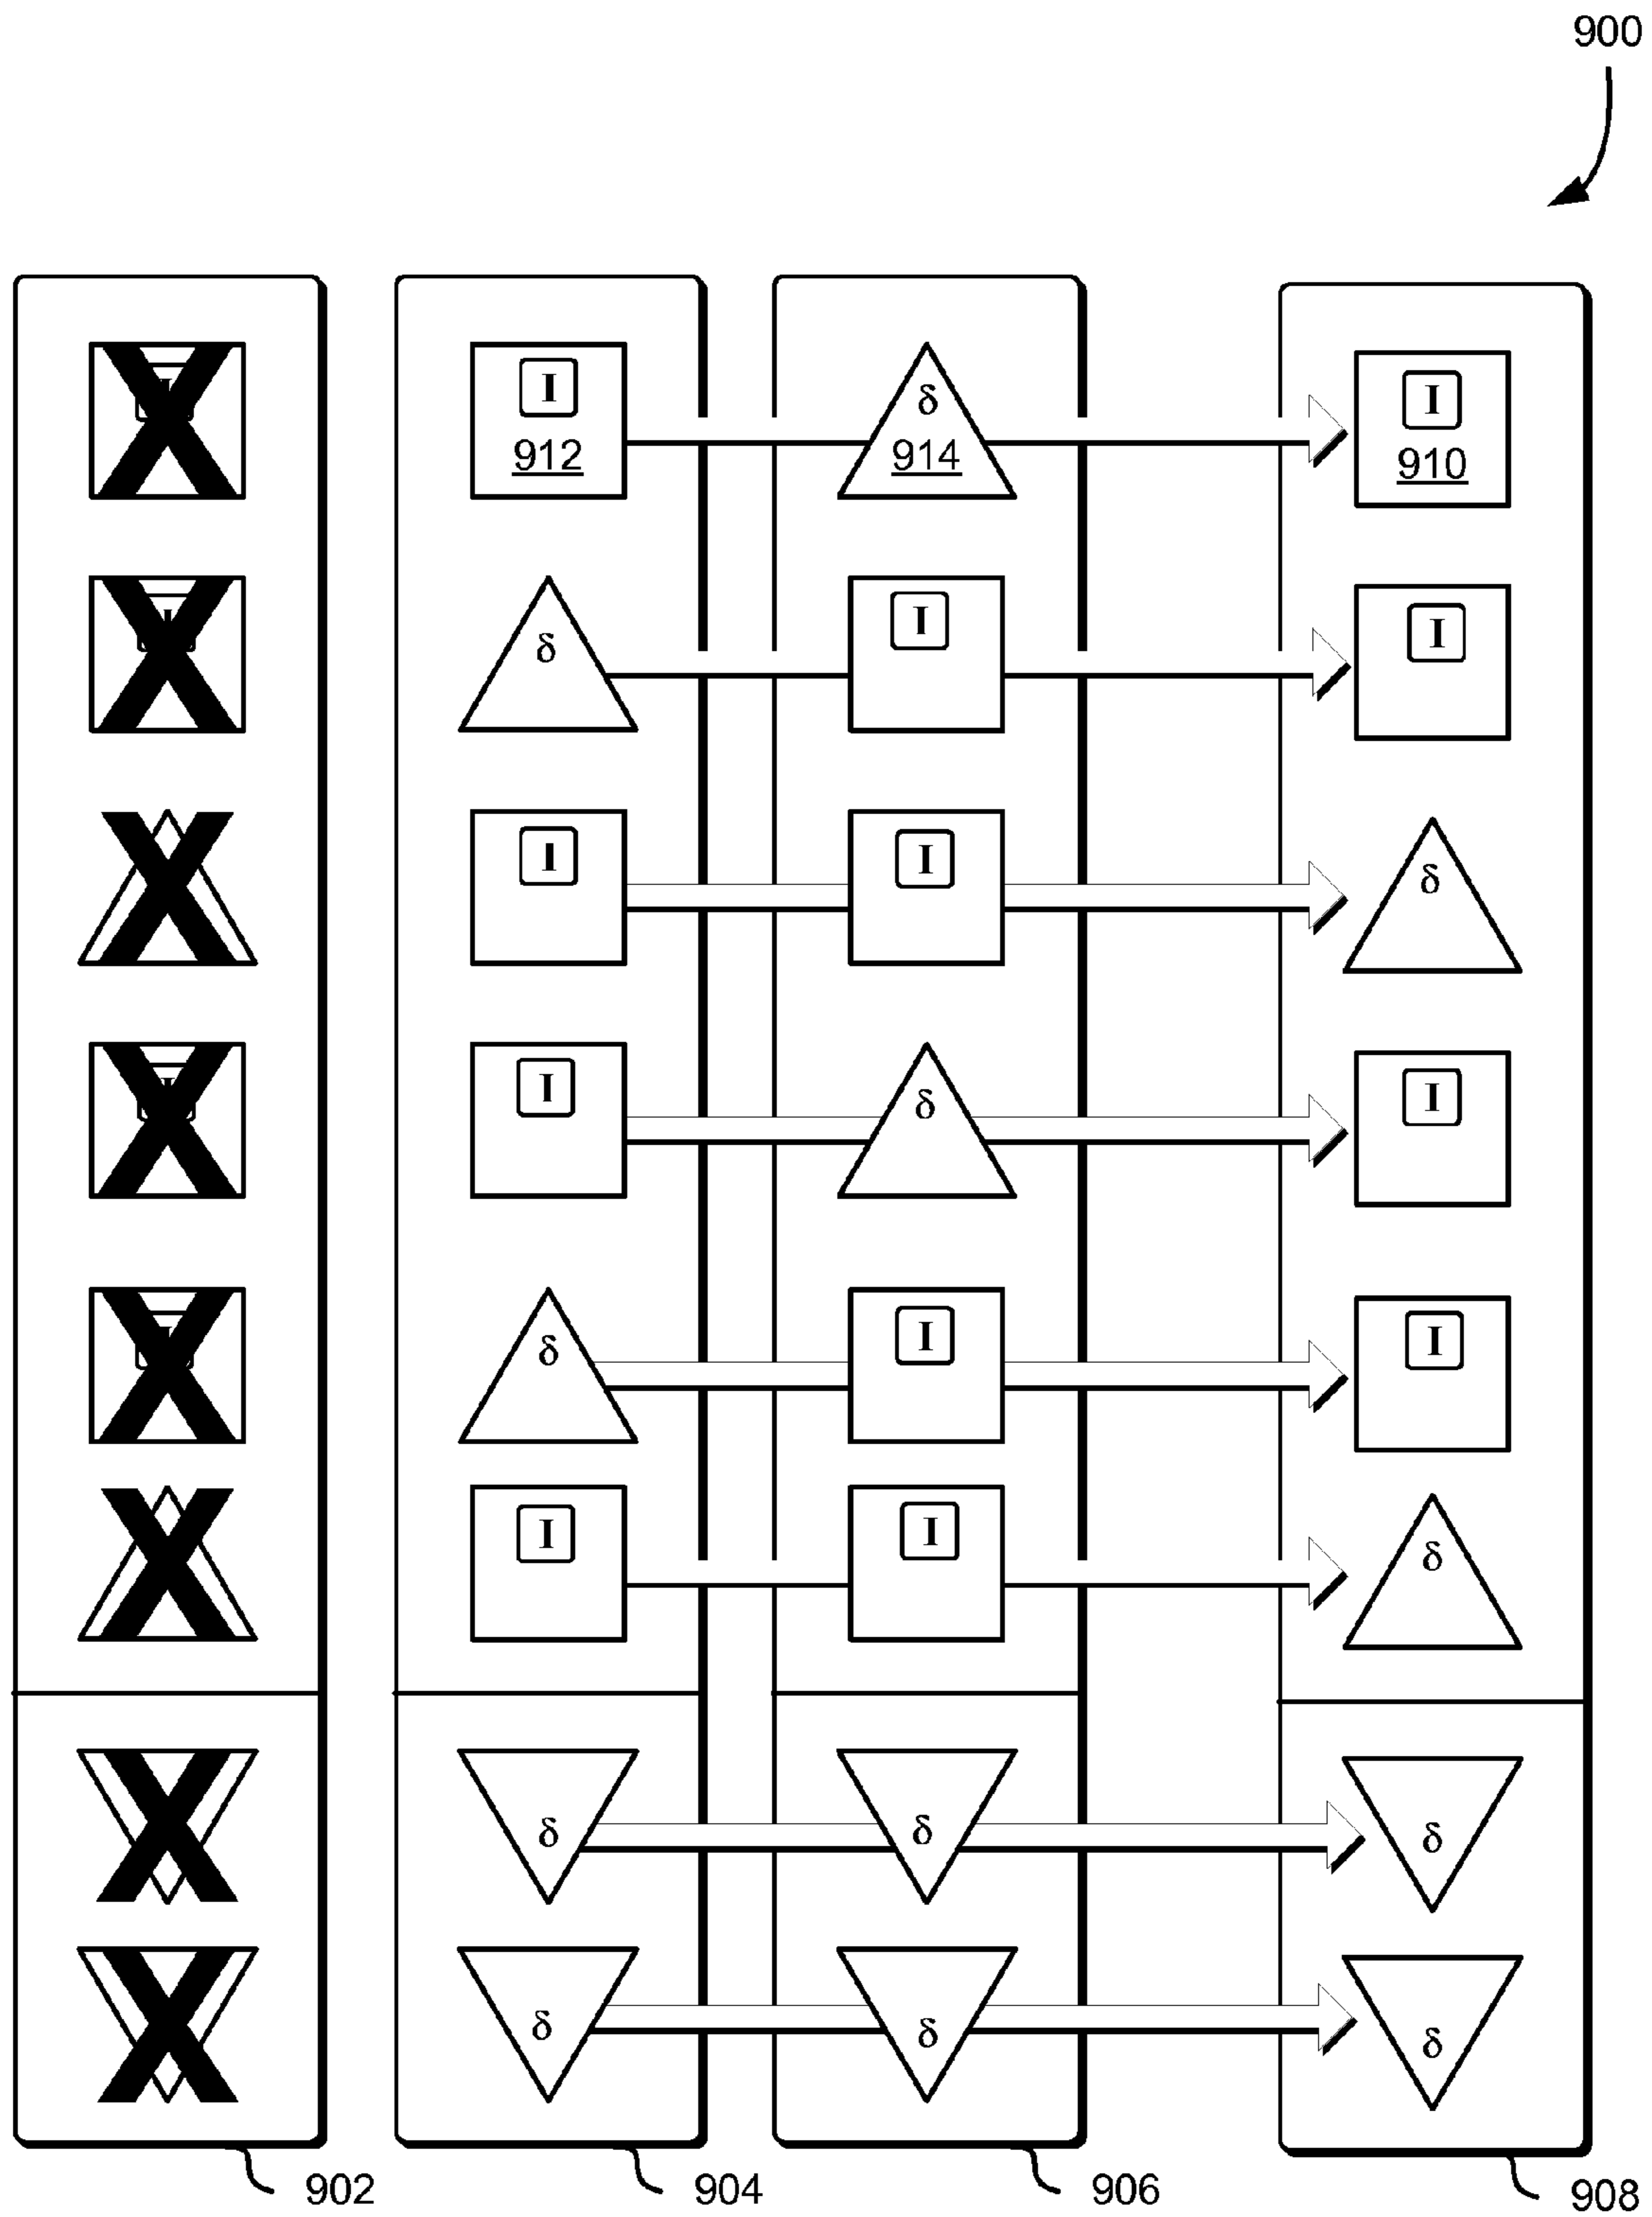 900
I I
912 δ 914 I 910
δ I I
I I δ
I δ I
δ I I
I I δ
δ δ δ
δ δ δ
902 904 906 908